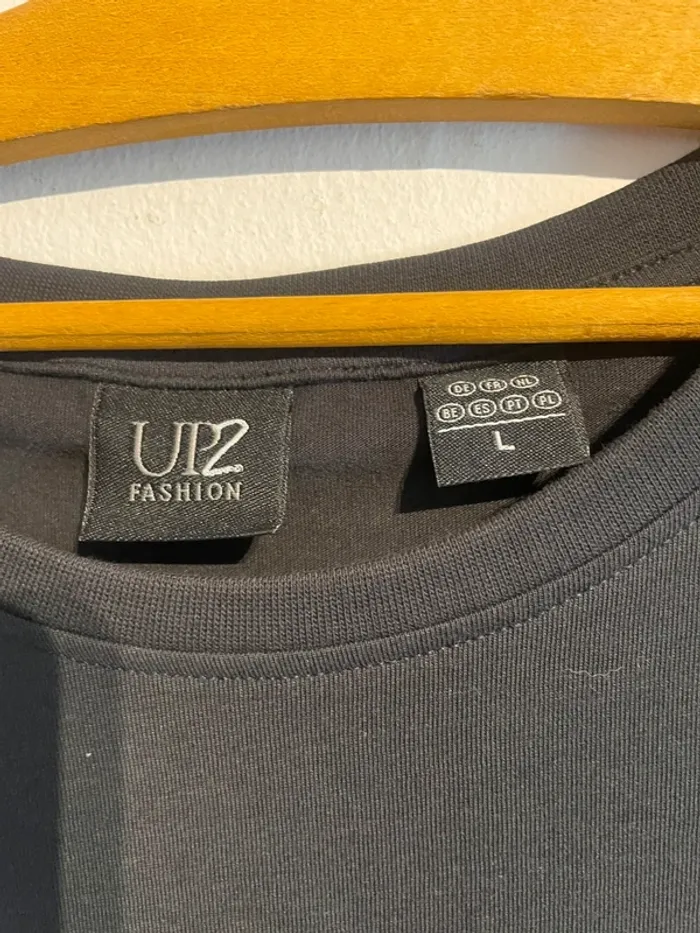 UP2
FASHION
DE FR NL
BE ES PT PL
L